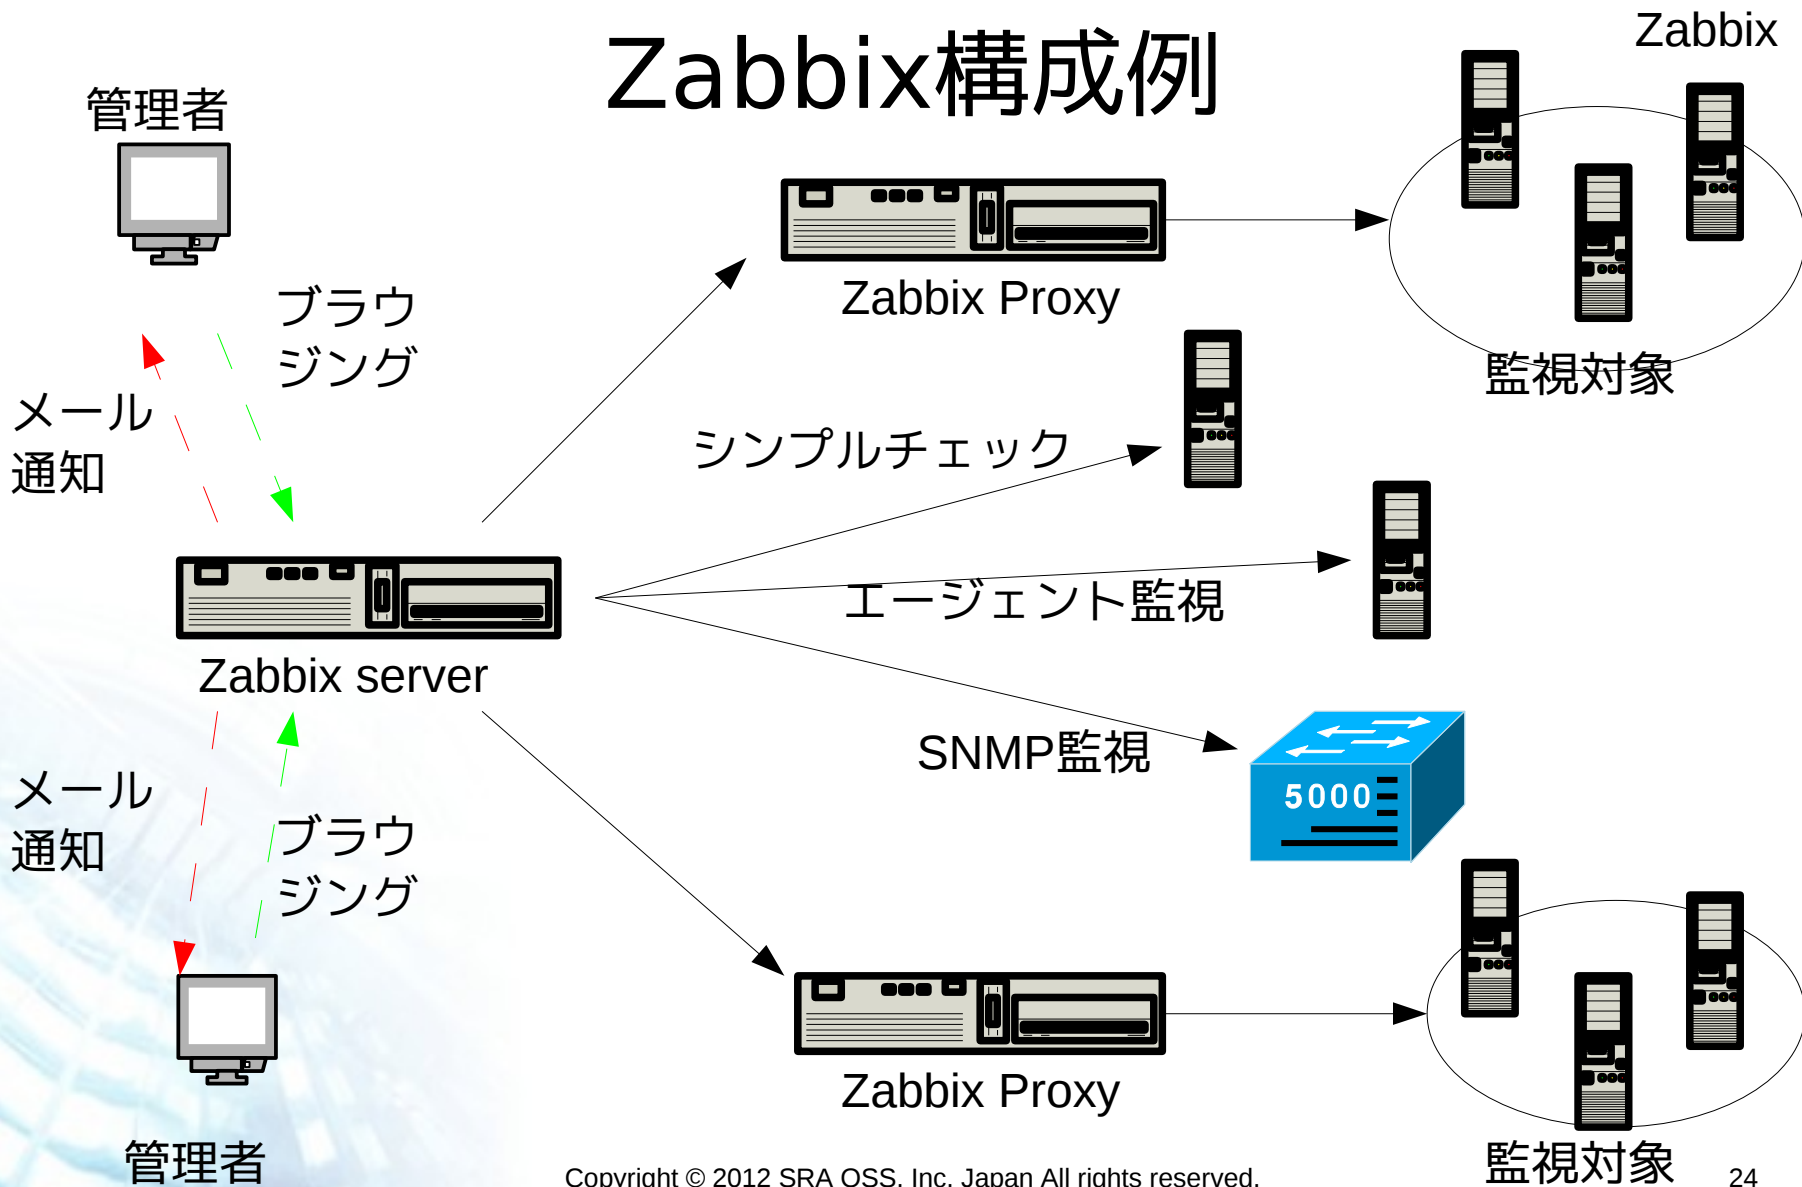 Zabbix
Zabbix構成例
管理者
ブラウ
ジング
Zabbix Proxy
監視対象
メール
通知
シンプルチェック
エージェント監視
Zabbix server
SNMP監視
5000
メール
通知
ブラウ
ジング
Zabbix Proxy
管理者
監視対象
Copyright © 2012 SRA OSS, Inc. Japan All rights reserved.
24